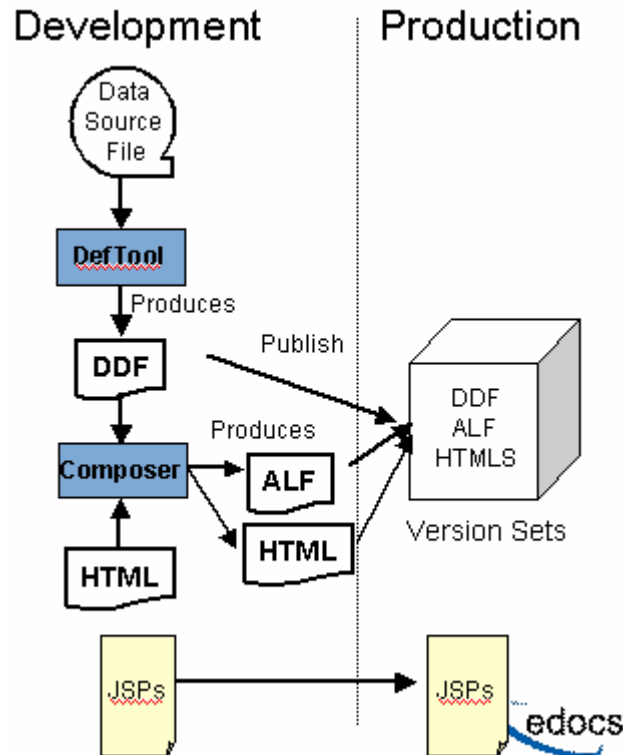 Development
Production
Data
Source
File
DefTool
Produces
DDF
Publish
DDF
ALF
HTMLS
Produces
Composer
ALF
Version Sets
HTML
HTML
JSPs
JSPs
edocs